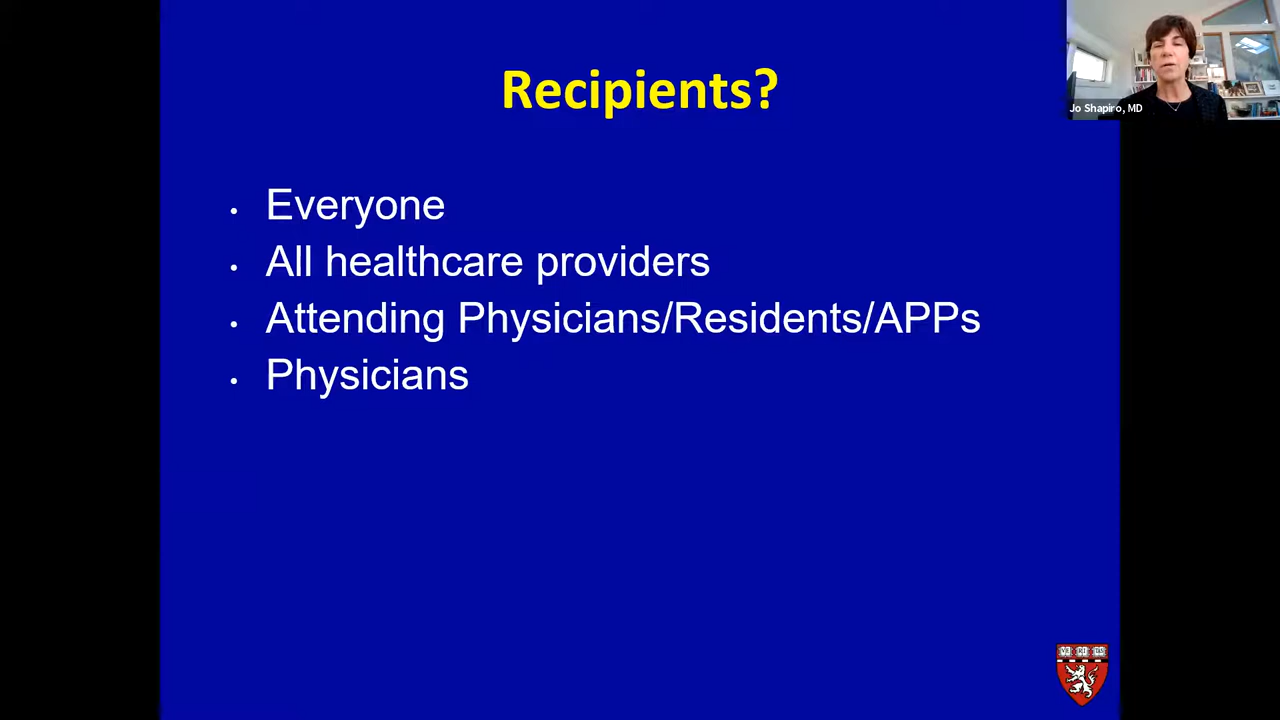 Recipients?
Jo Shapiro, MD
• Everyone
• All healthcare providers
• Attending Physicians/Residents/APPs
• Physicians